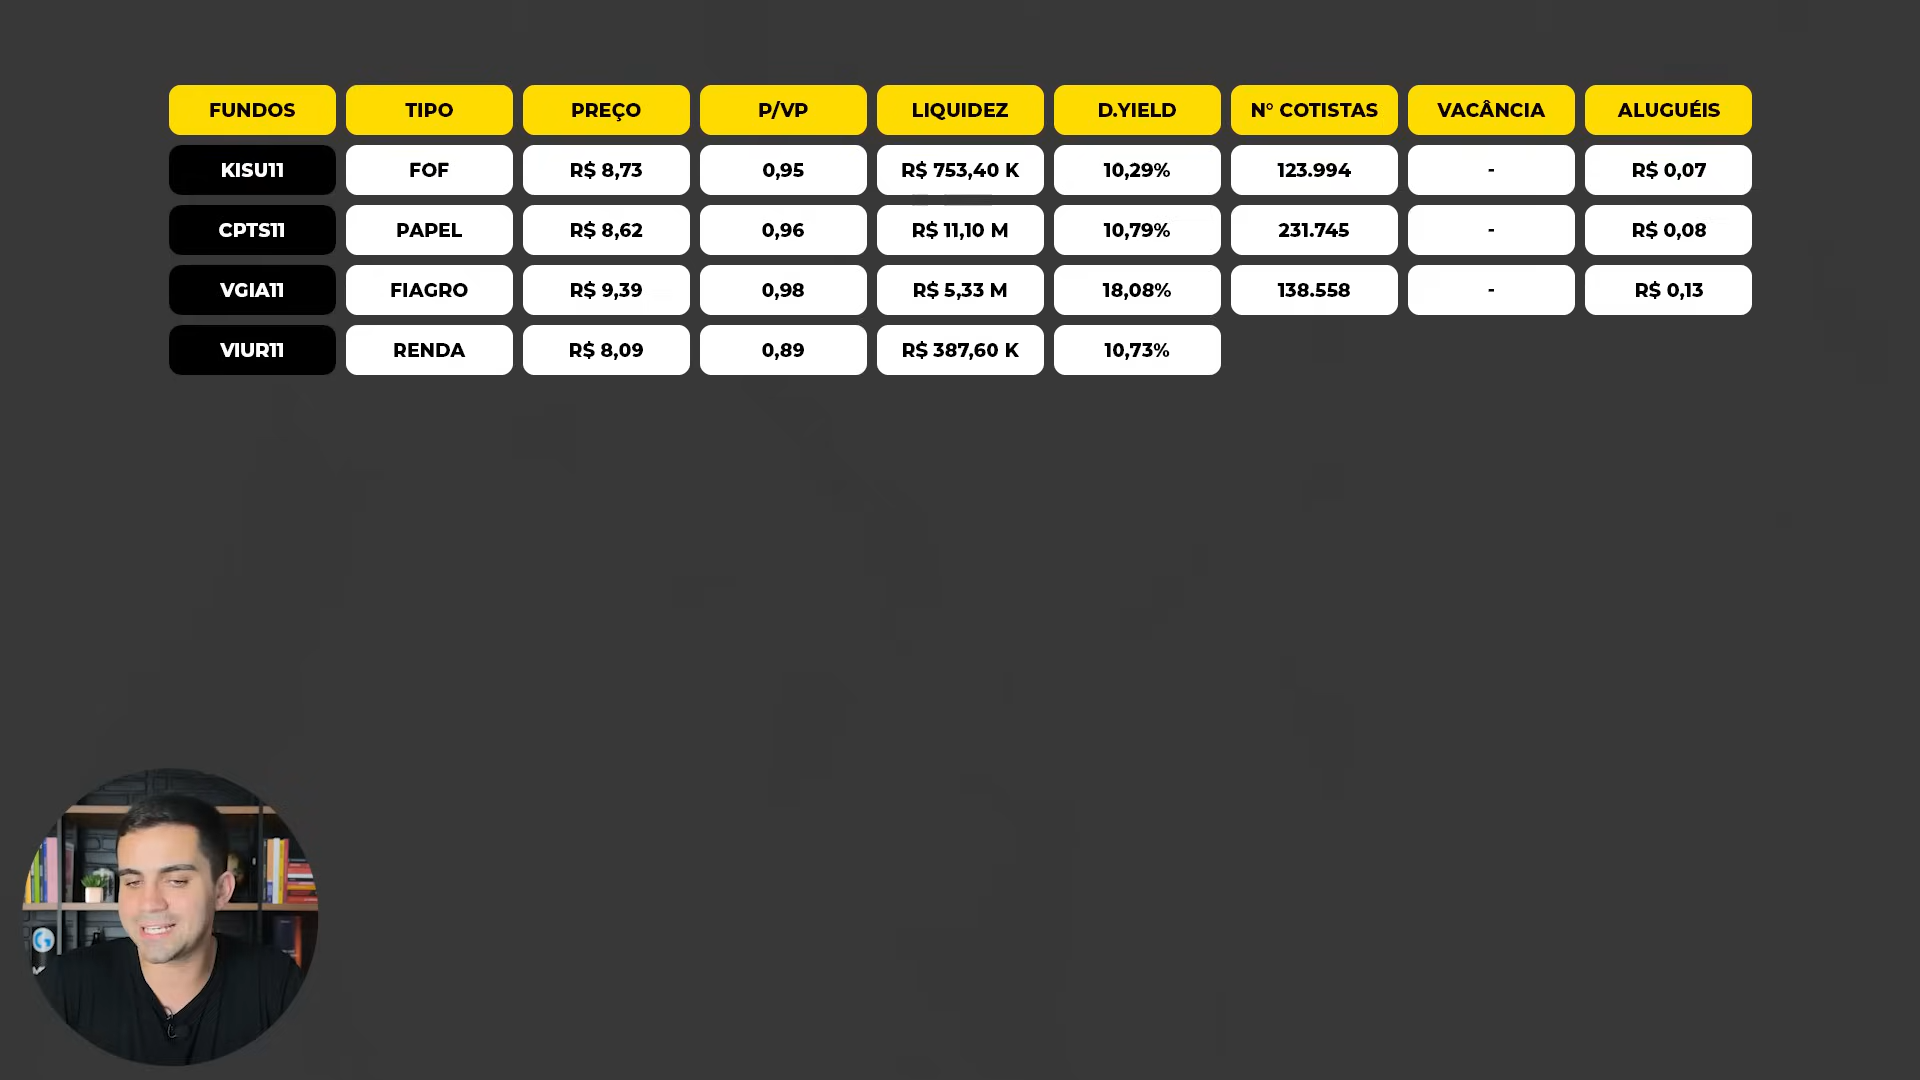 FUNDOS TIPO PREÇO P/VP LIQUIDEZ D.YIELD N° COTISTAS VACÂNCIA ALUGUÉIS
KISU11 FOF R$ 8,73 0,95 R$ 753,40 K 10,29% 123.994 - R$ 0,07
CPTS11 PAPEL R$ 8,62 0,96 R$ 11,10 M 10,79% 231.745 - R$ 0,08
VGIA11 FIAGRO R$ 9,39 0,98 R$ 5,33 M 18,08% 138.558 - R$ 0,13
VIUR11 RENDA R$ 8,09 0,89 R$ 387,60 K 10,73%